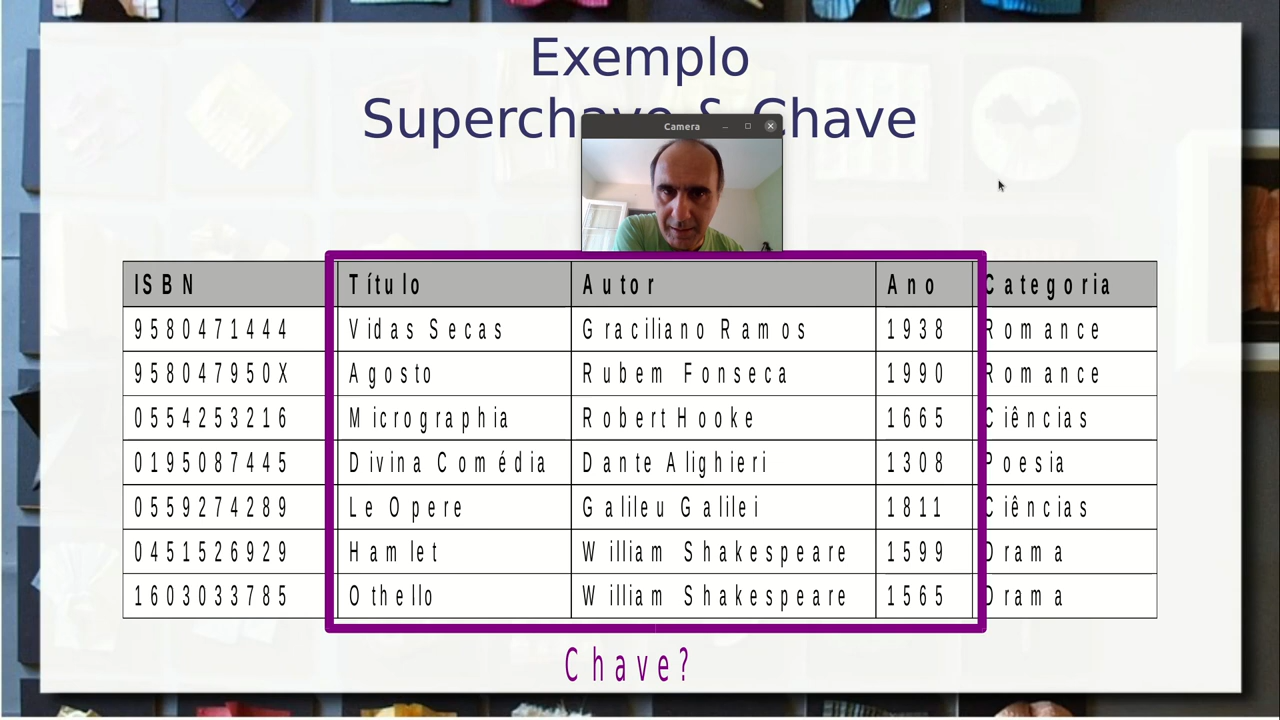 Exemplo
Superchave & Chave
Camera
ISBN Título Autor Ano Categoria
9580471444 Vidas Secas Graciliano Ramos 1938 Romance
958047950X Agosto Rubem Fonseca 1990 Romance
0554253216 Micrographia Robert Hooke 1665 Ciências
0195087445 Divina Comédia Dante Alighieri 1308 Poesia
0559274289 Le Opere Galileu Galilei 1811 Ciências
0451526929 Hamlet William Shakespeare 1599 Drama
1603033785 Othello William Shakespeare 1565 Drama
Chave?